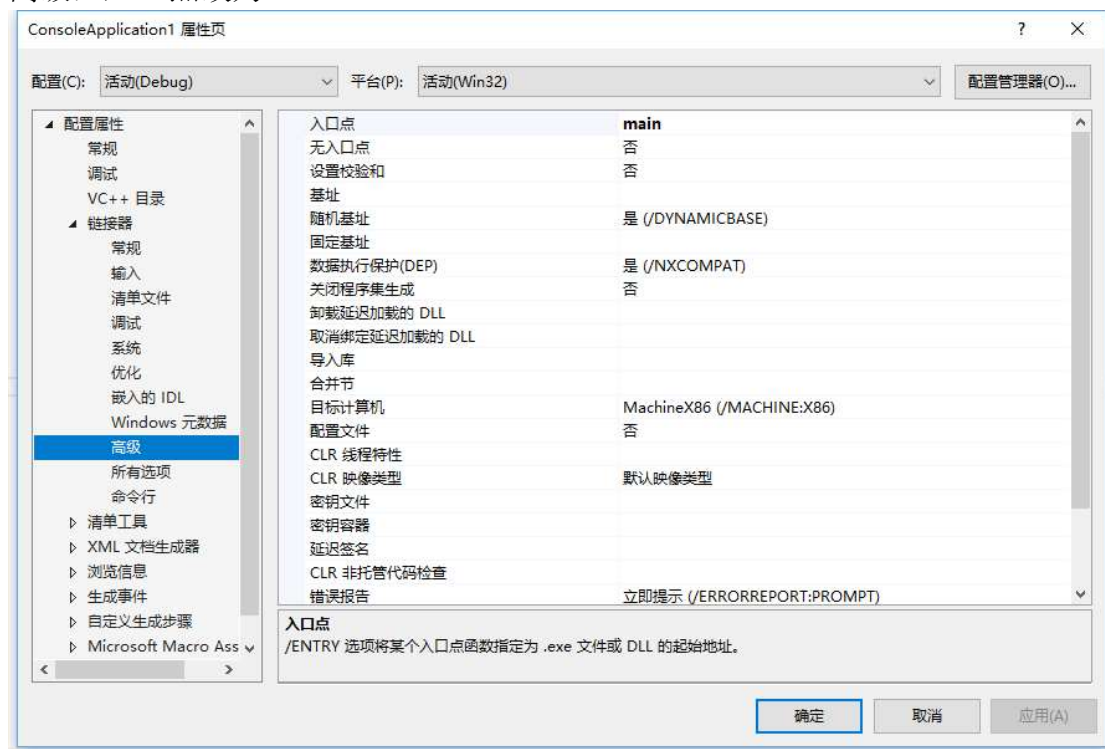 ConsoleApplication1 属性页 ? ×
配置(C): 活动(Debug) 平台(P): 活动(Win32) 配置管理器(O)...
配置属性
常规
调试
VC++ 目录
链接器
常规
输入
清单文件
调试
系统
优化
嵌入的 IDL
Windows 元数据
高级
所有选项
命令行
清单工具
XML 文档生成器
浏览信息
生成事件
自定义生成步骤
Microsoft Macro Ass
入口点 main
无入口点 否
设置校验和 否
基址
随机基址 是 (/DYNAMICBASE)
固定基址
数据执行保护(DEP) 是 (/NXCOMPAT)
关闭程序集生成 否
卸载延迟加载的 DLL
取消绑定延迟加载的 DLL
导入库
合并节
目标计算机 MachineX86 (/MACHINE:X86)
配置文件 否
CLR 线程特性
CLR 映像类型 默认映像类型
密钥文件
密钥容器
延迟签名
CLR 非托管代码检查
错误报告 立即提示 (/ERRORREPORT:PROMPT)
入口点
/ENTRY 选项将某个入口点函数指定为 .exe 文件或 DLL 的起始地址。
确定 取消 应用(A)